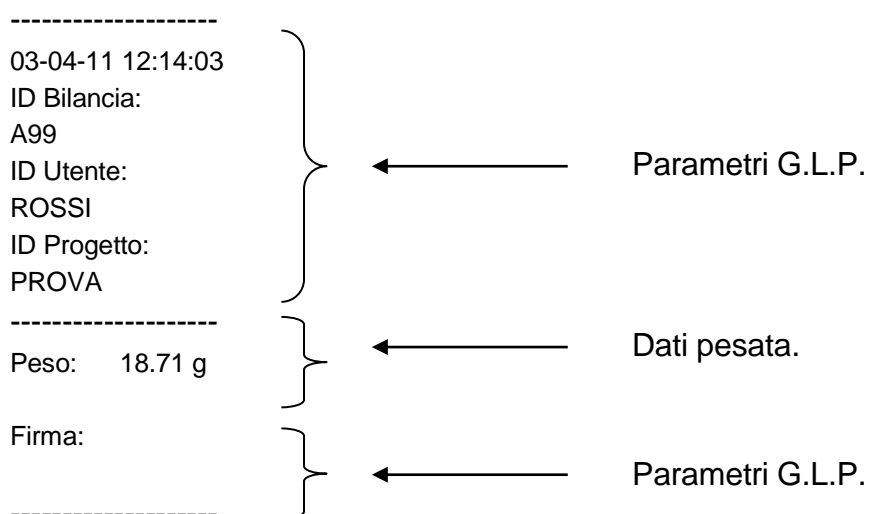 --------------------
03-04-11 12:14:03
ID Bilancia:
A99
ID Utente:
ROSSI
ID Progetto:
PROVA
Parametri G.L.P.
--------------------
Peso: 18.71 g
Dati pesata.
Firma:
Parametri G.L.P.
--------------------